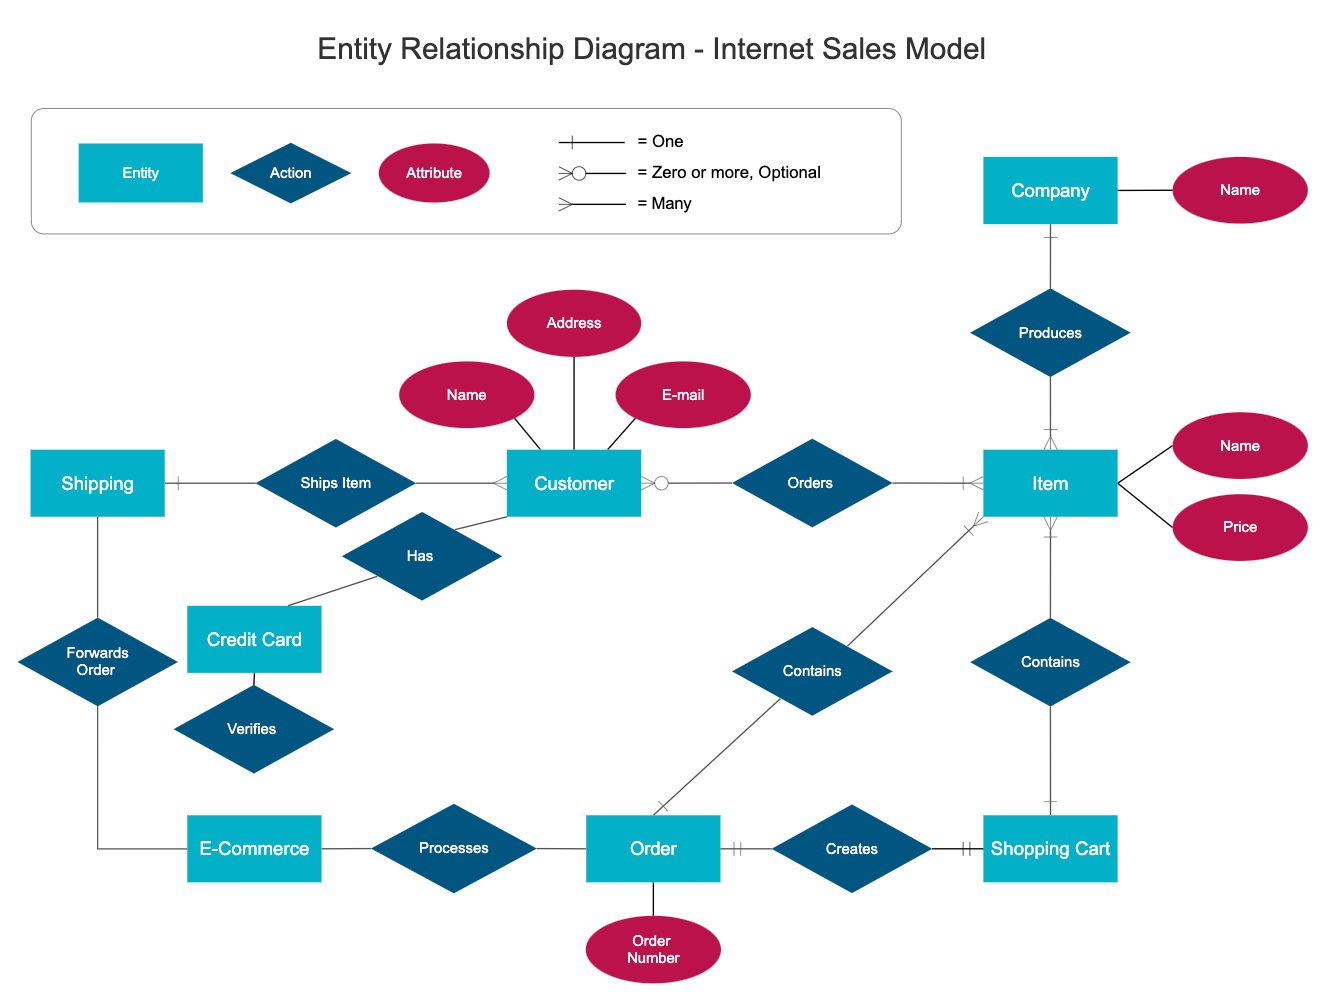 Entity Relationship Diagram - Internet Sales Model
Entity
Action
Attribute
= One
= Zero or more, Optional
= Many
Company
Name
Produces
Address
Name
E-mail
Shipping
Ships Item
Customer
Orders
Item
Name
Price
Has
Credit Card
Forwards
Order
Verifies
Contains
Contains
E-Commerce
Processes
Order
Creates
Shopping Cart
Order
Number